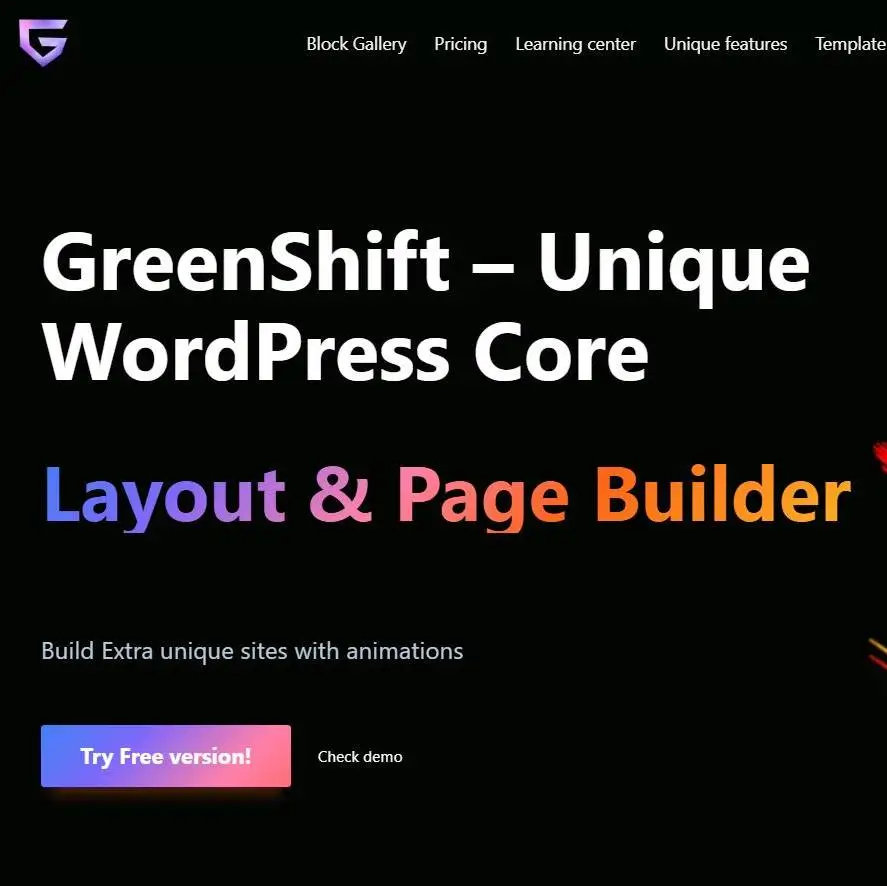 Block Gallery Pricing Learning center Unique features Template
GreenShift – Unique
WordPress Core
Layout & Page Builder
Build Extra unique sites with animations
Try Free version! Check demo